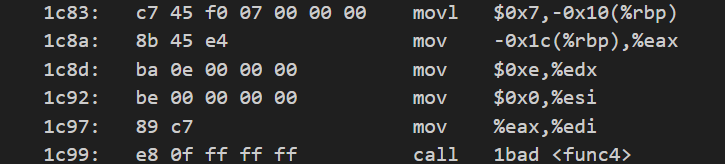 1c83: c7 45 f0 07 00 00 00 movl $0x7,-0x10(%rbp)
1c8a: 8b 45 e4 mov -0x1c(%rbp),%eax
1c8d: ba 0e 00 00 00 mov $0xe,%edx
1c92: be 00 00 00 00 mov $0x0,%esi
1c97: 89 c7 mov %eax,%edi
1c99: e8 0f ff ff ff call 1bad <func4>